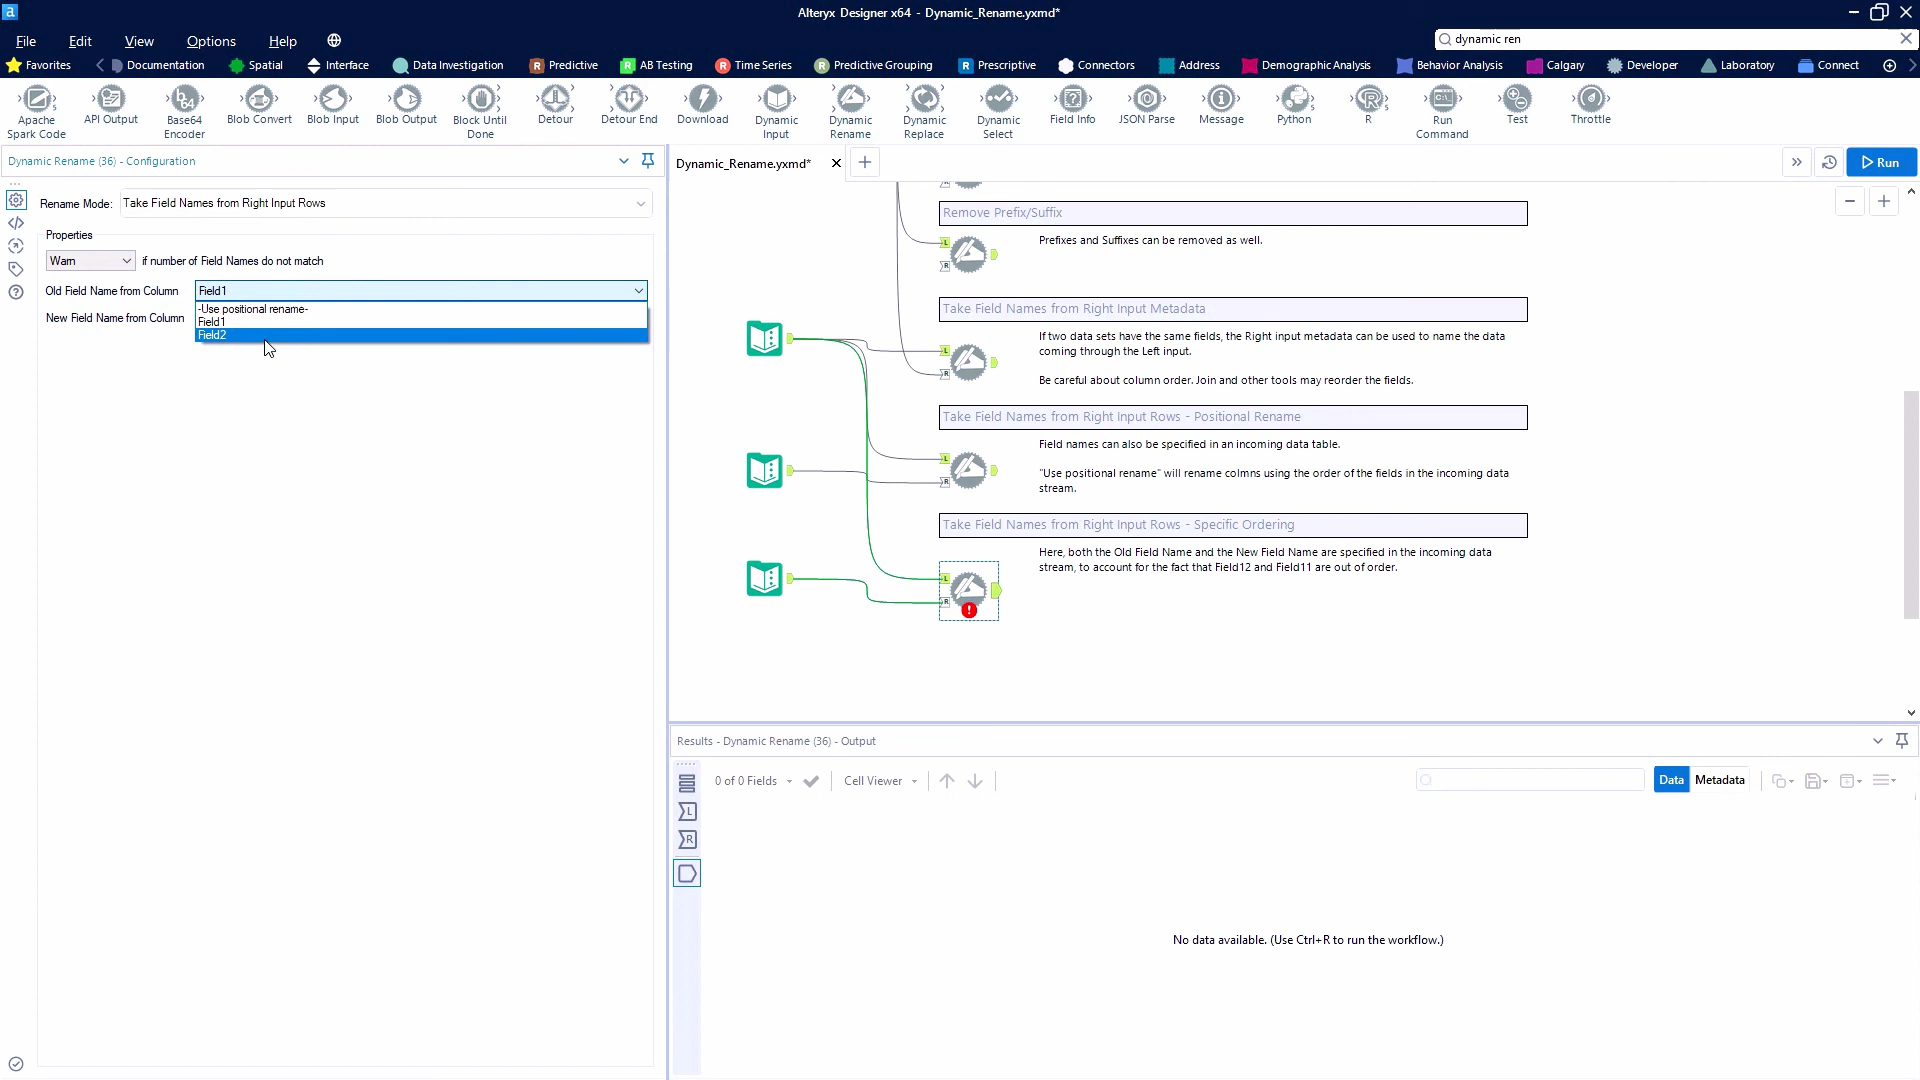 Alteryx Designer x64 - Dynamic_Rename.yxmd*
File Edit View Options Help
dynamic ren
Favorites Documentation Spatial Interface Data Investigation Predictive AB Testing Time Series Predictive Grouping Prescriptive Connectors Address Demographic Analysis Behavior Analysis Calgary Developer Laboratory Connect
Apache Spark Code
API Output
Base64 Encoder
Blob Convert
Blob Input
Blob Output
Block Until Done
Detour
Detour End
Download
Dynamic Input
Dynamic Rename
Dynamic Replace
Dynamic Select
Field Info
JSON Parse
Message
Python
R
Run Command
Test
Throttle
Dynamic Rename (36) - Configuration
Rename Mode: Take Field Names from Right Input Rows
Properties
Warn if number of Field Names do not match
Old Field Name from Column Field1
-Use positional rename-
Field1
New Field Name from Column
Field2
Dynamic_Rename.yxmd*
Run
Remove Prefix/Suffix
Prefixes and Suffixes can be removed as well.
Take Field Names from Right Input Metadata
If two data sets have the same fields, the Right input metadata can be used to name the data
coming through the Left input.
Be careful about column order. Join and other tools may reorder the fields.
Take Field Names from Right Input Rows - Positional Rename
Field names can also be specified in an incoming data table.
"Use positional rename" will rename colmns using the order of the fields in the incoming data
stream.
Take Field Names from Right Input Rows - Specific Ordering
Here, both the Old Field Name and the New Field Name are specified in the incoming data
stream, to account for the fact that Field12 and Field11 are out of order.
Results - Dynamic Rename (36) - Output
0 of 0 Fields Cell Viewer Data Metadata
No data available. (Use Ctrl+R to run the workflow.)